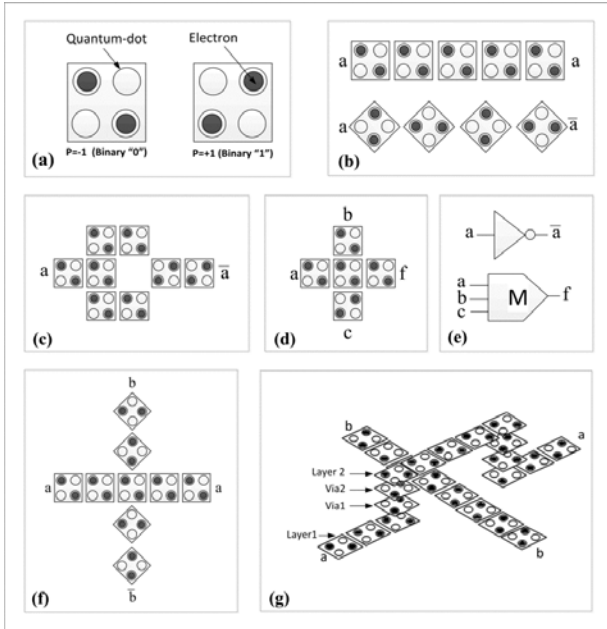 Quantum-dot
Electron
(a)
P=-1 (Binary “0”)
P=+1 (Binary “1”)
a
a
a
a̅
(b)
a
a̅
(c)
b
a
f
c
(d)
a
a̅
a
b
c
M
f
(e)
b
a
a
b̅
(f)
b
a
Layer 2
Via2
Via1
Layer1
a
b
(g)